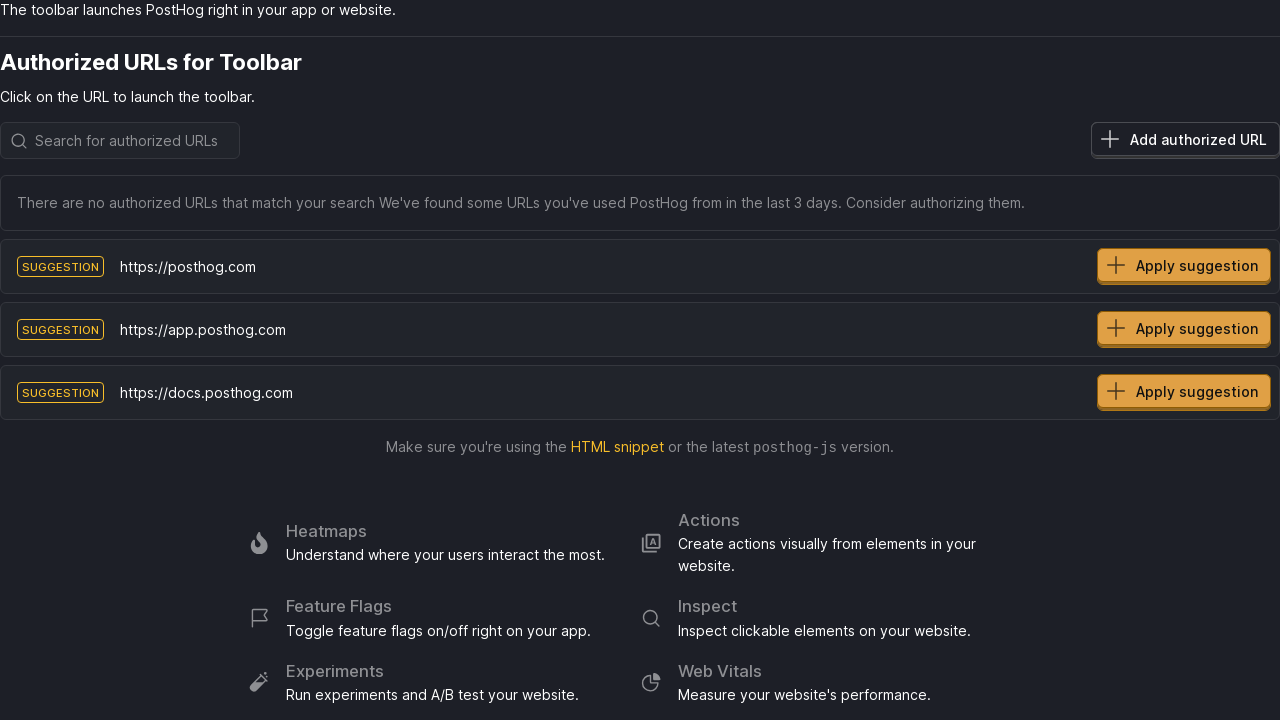 The toolbar launches PostHog right in your app or website.
Authorized URLs for Toolbar
Click on the URL to launch the toolbar.
Search for authorized URLs
Add authorized URL
There are no authorized URLs that match your search We've found some URLs you've used PostHog from in the last 3 days. Consider authorizing them.
SUGGESTION https://posthog.com Apply suggestion
SUGGESTION https://app.posthog.com Apply suggestion
SUGGESTION https://docs.posthog.com Apply suggestion
Make sure you're using the HTML snippet or the latest posthog-js version.
Heatmaps
Understand where your users interact the most.
Actions
Create actions visually from elements in your
website.
Feature Flags
Toggle feature flags on/off right on your app.
Inspect
Inspect clickable elements on your website.
Experiments
Run experiments and A/B test your website.
Web Vitals
Measure your website's performance.